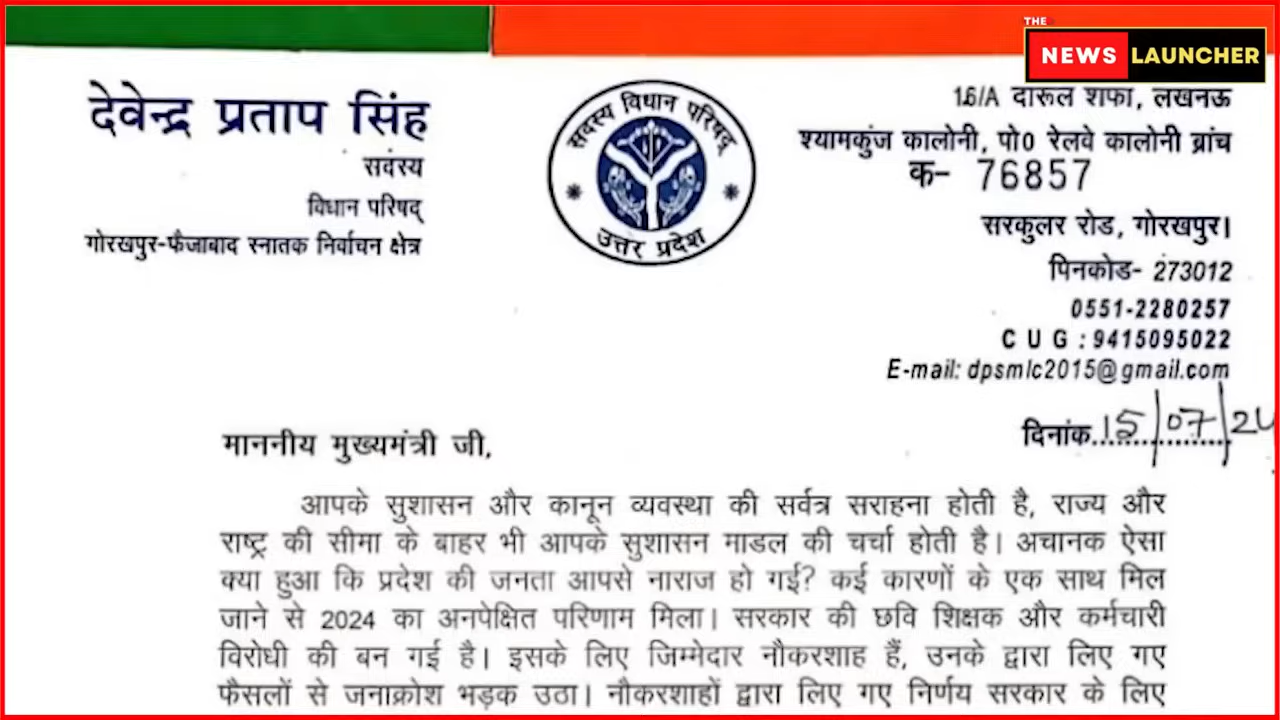 THE
NEWS LAUNCHER
देवेन्द्र प्रताप सिंह
सदस्य
विधान परिषद्
गोरखपुर-फैजाबाद स्नातक निर्वाचन क्षेत्र
सदस्य विधान परिषद्
उत्तर प्रदेश
16/A दारूल शफा, लखनऊ
श्यामकुंज कालोनी, पो0 रेलवे कालोनी ब्रांच
क- 76857
सरकुलर रोड, गोरखपुर।
पिनकोड- 273012
0551-2280257
C U G : 9415095022
E-mail: dpsmlc2015@gmail.com
दिनांक 15/07/24
माननीय मुख्यमंत्री जी,
आपके सुशासन और कानून व्यवस्था की सर्वत्र सराहना होती है, राज्य और
राष्ट्र की सीमा के बाहर भी आपके सुशासन माडल की चर्चा होती है। अचानक ऐसा
क्या हुआ कि प्रदेश की जनता आपसे नाराज हो गई? कई कारणों के एक साथ मिल
जाने से 2024 का अनपेक्षित परिणाम मिला। सरकार की छवि शिक्षक और कर्मचारी
विरोधी की बन गई है। इसके लिए जिम्मेदार नौकरशाह हैं, उनके द्वारा लिए गए
फैसलों से जनाक्रोश भड़क उठा। नौकरशाहों द्वारा लिए गए निर्णय सरकार के लिए